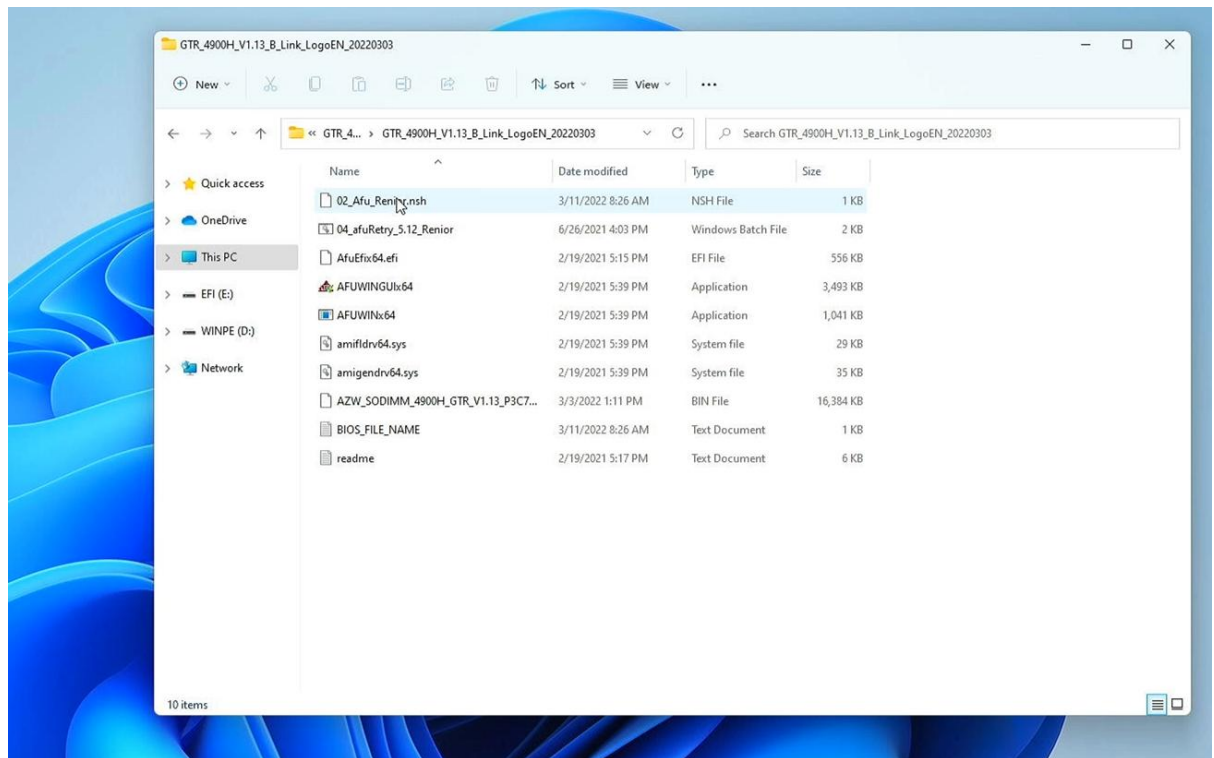 GTR_4900H_V1.13_B_Link_LogoEN_20220303
New Sort View
« GTR_4... > GTR_4900H_V1.13_B_Link_LogoEN_20220303 Search GTR_4900H_V1.13_B_Link_LogoEN_20220303
Quick access
OneDrive
This PC
EFI (E:)
WINPE (D:)
Network
Name Date modified Type Size
02_Afu_Renior.nsh 3/11/2022 8:26 AM NSH File 1 KB
04_afuRetry_5.12_Renior 6/26/2021 4:03 PM Windows Batch File 2 KB
AfuEfix64.efi 2/19/2021 5:15 PM EFI File 556 KB
AFUWINGUIx64 2/19/2021 5:39 PM Application 3,493 KB
AFUWINx64 2/19/2021 5:39 PM Application 1,041 KB
amifldrv64.sys 2/19/2021 5:39 PM System file 29 KB
amigendrv64.sys 2/19/2021 5:39 PM System file 35 KB
AZW_SODIMM_4900H_GTR_V1.13_P3C7... 3/3/2022 1:11 PM BIN File 16,384 KB
BIOS_FILE_NAME 3/11/2022 8:26 AM Text Document 1 KB
readme 2/19/2021 5:17 PM Text Document 6 KB
10 items